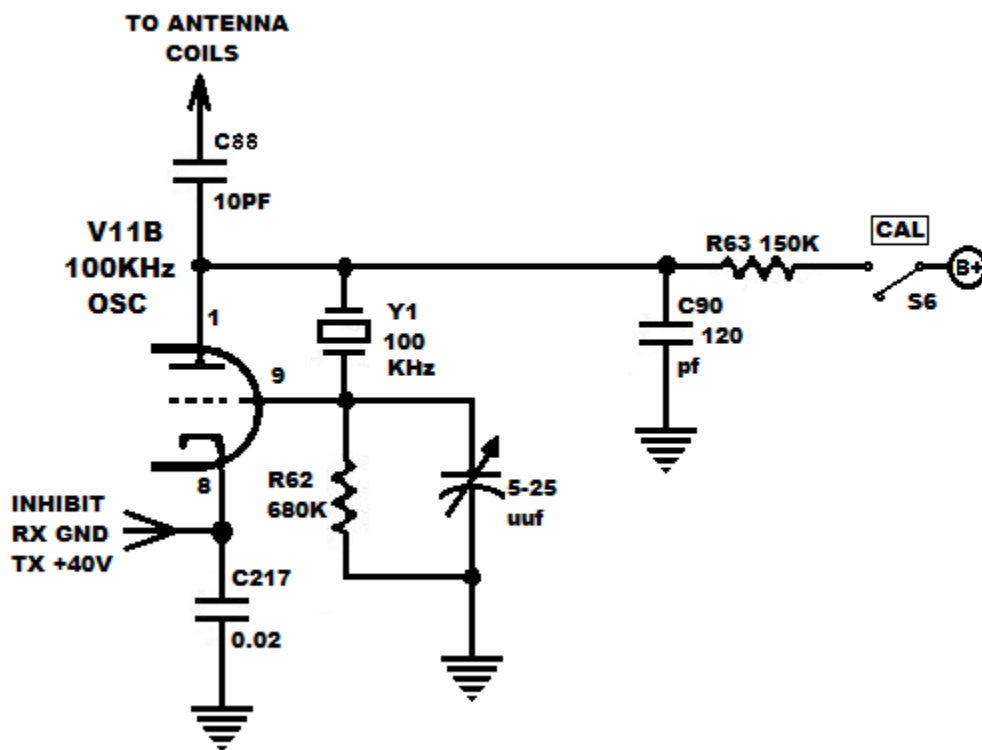 TO ANTENNA
COILS
C88
10PF
V11B
100KHz
OSC
1
9
8
Y1
100
KHz
R63 150K
CAL
B+
S6
C90
120
pf
R62
680K
5-25
uuf
INHIBIT
RX GND
TX +40V
C217
0.02